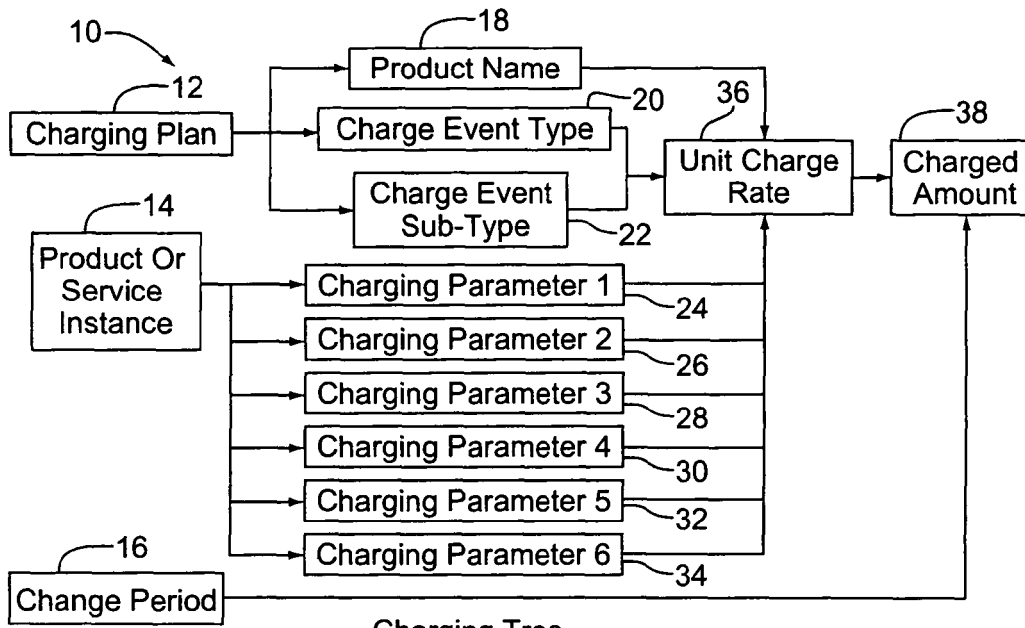 10
18
Product Name
12
Charging Plan
20
Charge Event Type
36
Unit Charge
Rate
38
Charged
Amount
Charge Event
Sub-Type
22
14
Product Or
Service
Instance
Charging Parameter 1
24
Charging Parameter 2
26
Charging Parameter 3
28
Charging Parameter 4
30
Charging Parameter 5
32
Charging Parameter 6
34
16
Change Period